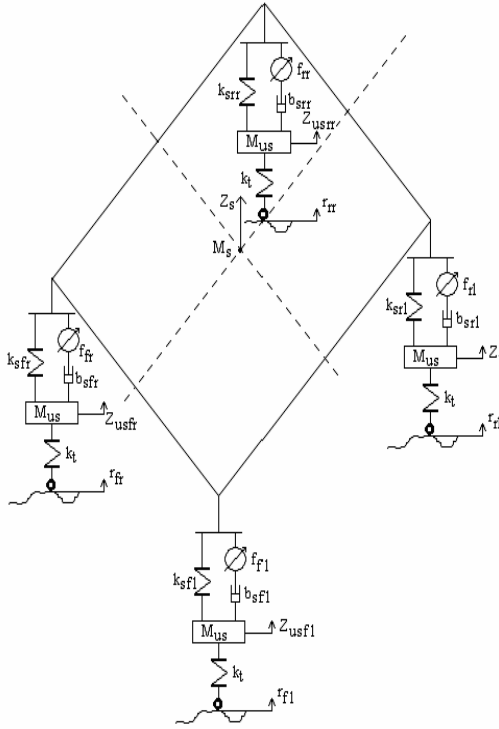 f_rr
k_srr
b_srr
Z_usrr
M_us
k_t
Z_s
r_rr
M_s
f_rl
k_srl
b_srl
M_us
Z
k_t
r_rl
f_fr
k_sfr
b_sfr
M_us
Z_usfr
k_t
r_fr
f_fl
k_sfl
b_sfl
M_us
Z_usfl
k_t
r_fl